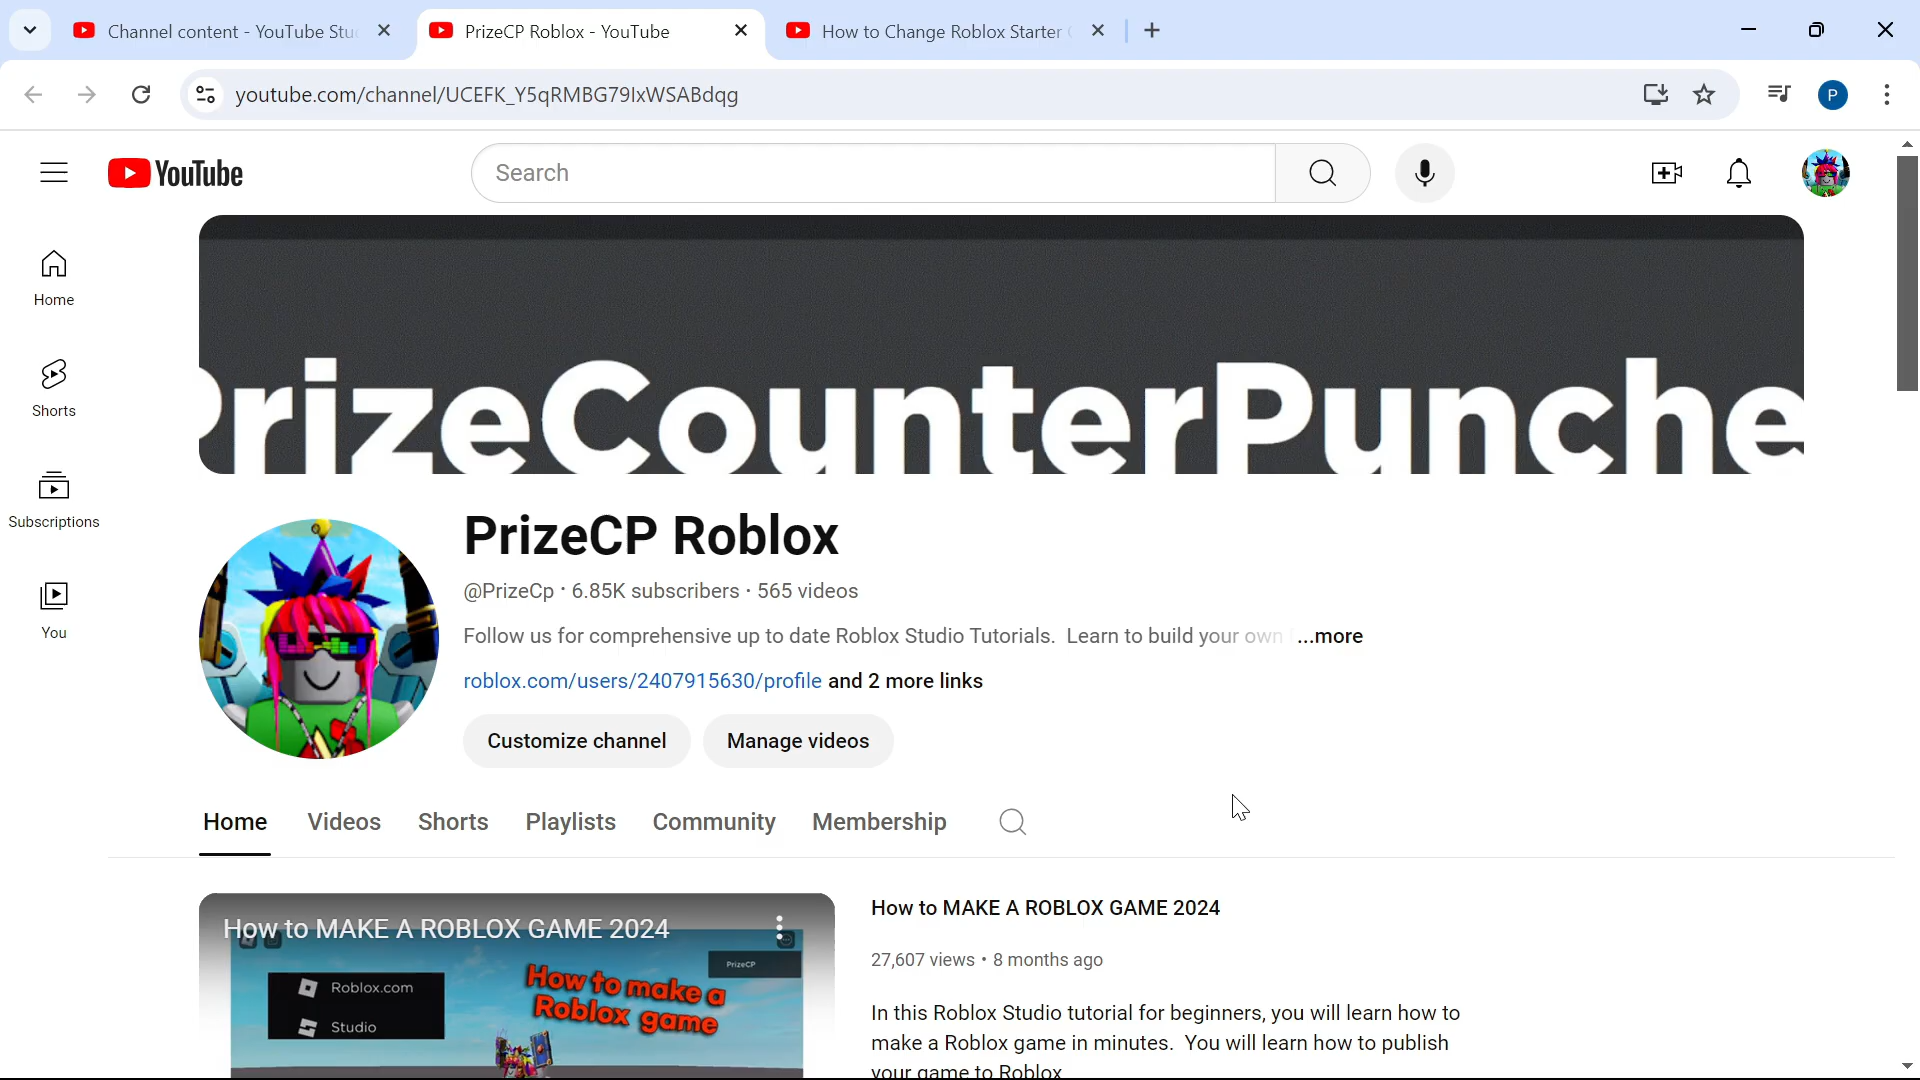 Channel content - YouTube Stu
PrizeCP Roblox - YouTube
How to Change Roblox Starter
youtube.com/channel/UCEFK_Y5qRMBG79IxWSABdqg
P
YouTube
Search
Home
Shorts
Subscriptions
You
PrizeCounterPunche
PrizeCP Roblox
@PrizeCp · 6.85K subscribers · 565 videos
Follow us for comprehensive up to date Roblox Studio Tutorials. Learn to build your own ...more
roblox.com/users/2407915630/profile and 2 more links
Customize channel
Manage videos
Home
Videos
Shorts
Playlists
Community
Membership
How to MAKE A ROBLOX GAME 2024
PrizeCP
Roblox.com
Studio
How to make a
Roblox game
How to MAKE A ROBLOX GAME 2024
27,607 views · 8 months ago
In this Roblox Studio tutorial for beginners, you will learn how to
make a Roblox game in minutes. You will learn how to publish
your game to Roblox